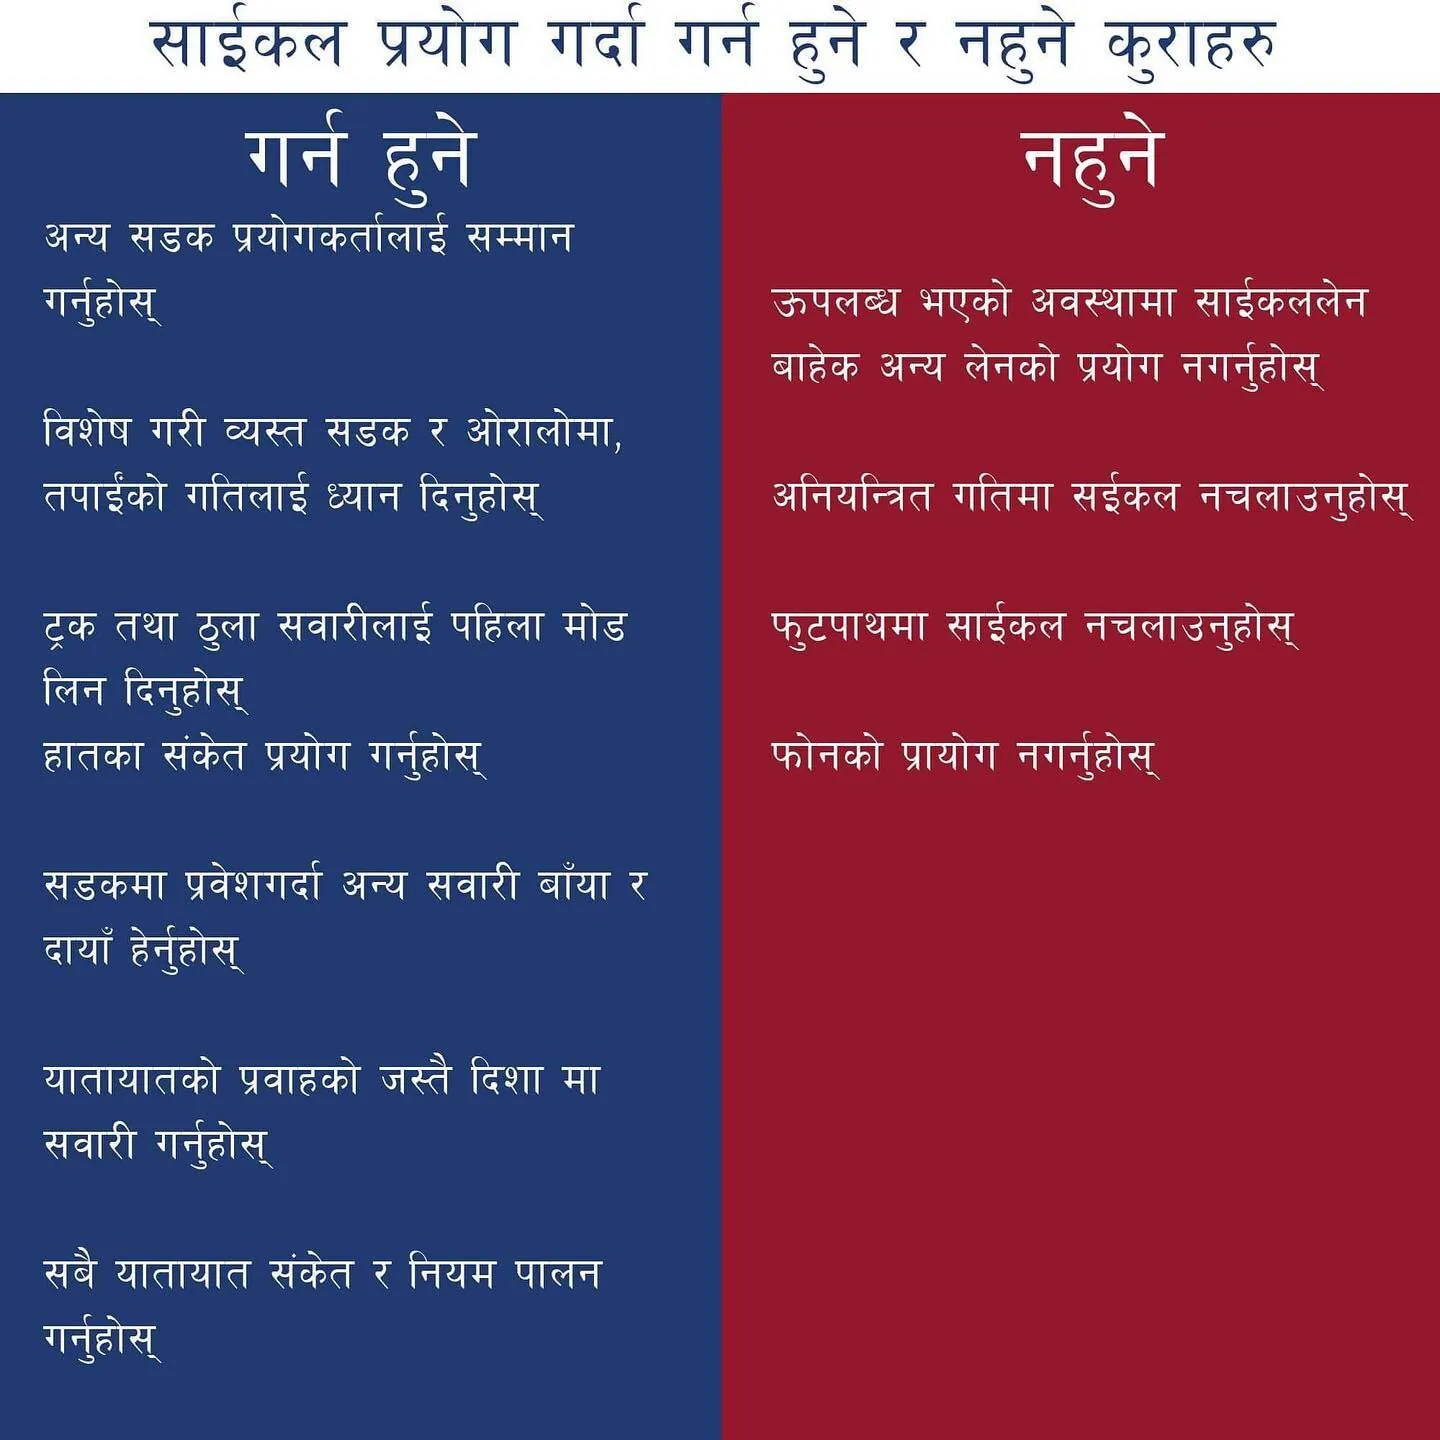 साईकल प्रयोग गर्दा गर्न हुने र नहुने कुराहरु
गर्न हुने
अन्य सडक प्रयोगकर्तालाई सम्मान
गर्नुहोस्
विशेष गरी व्यस्त सडक र ओरालोमा,
तपाईंको गतिलाई ध्यान दिनुहोस्
ट्रक तथा ठुला सवारीलाई पहिला मोड
लिन दिनुहोस्
हातका संकेत प्रयोग गर्नुहोस्
सडकमा प्रवेशगर्दा अन्य सवारी बाँया र
दायाँ हेर्नुहोस्
यातायातको प्रवाहको जस्तै दिशा मा
सवारी गर्नुहोस्
सबै यातायात संकेत र नियम पालन
गर्नुहोस्
नहुने
ऊपलब्ध भएको अवस्थामा साईकललेन
बाहेक अन्य लेनको प्रयोग नगर्नुहोस्
अनियन्त्रित गतिमा सईकल नचलाउनुहोस्
फुटपाथमा साईकल नचलाउनुहोस्
फोनको प्रायोग नगर्नुहोस्